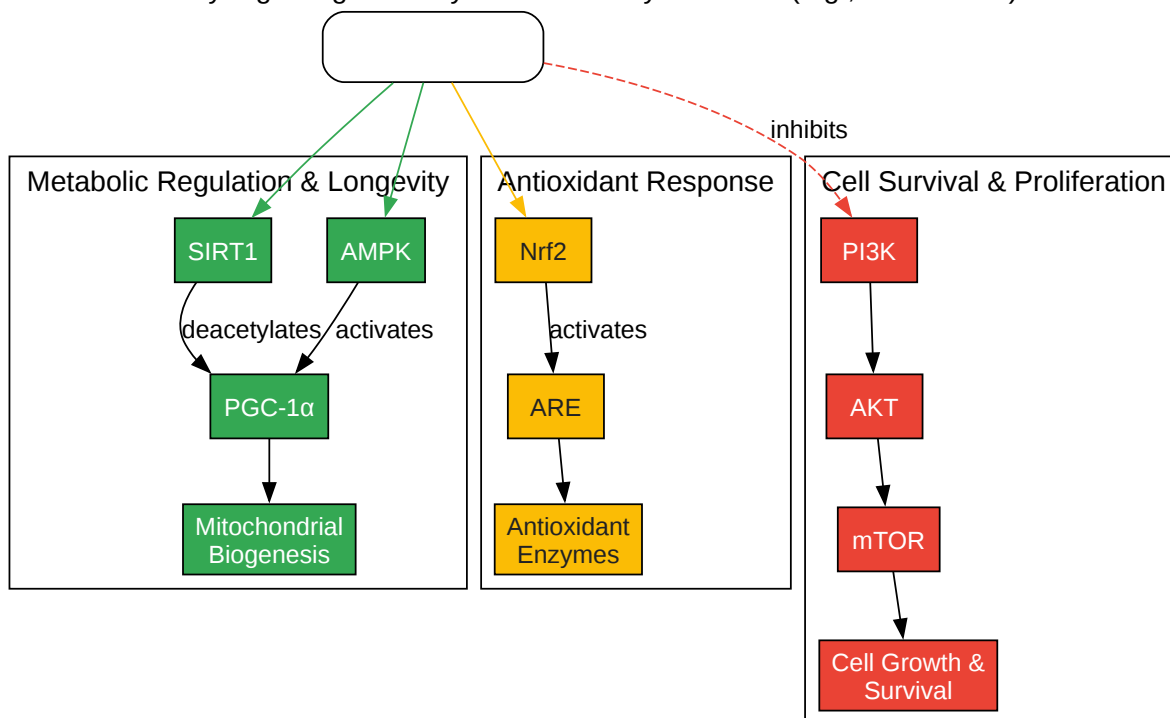 Metabolic Regulation & Longevity
SIRT1
AMPK
deacetylates
activates
PGC-1α
Mitochondrial
Biogenesis
Antioxidant Response
Nrf2
activates
ARE
Antioxidant
Enzymes
inhibits
Cell Survival & Proliferation
PI3K
AKT
mTOR
Cell Growth &
Survival